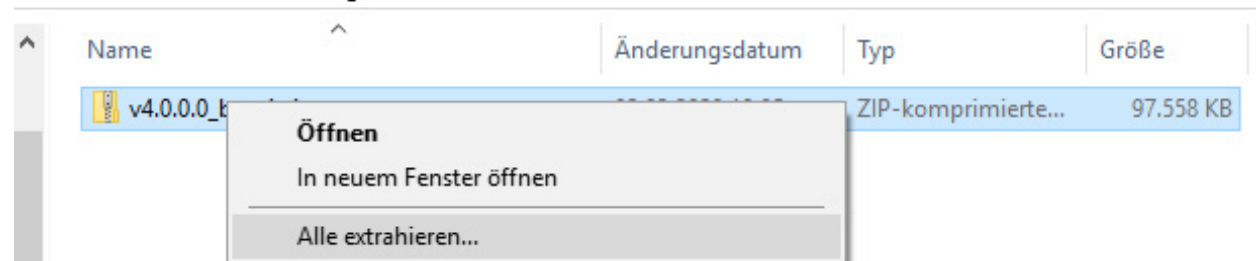 Name Änderungsdatum Typ Größe
v4.0.0.0_b ZIP-komprimierte... 97.558 KB
Öffnen
In neuem Fenster öffnen
Alle extrahieren...